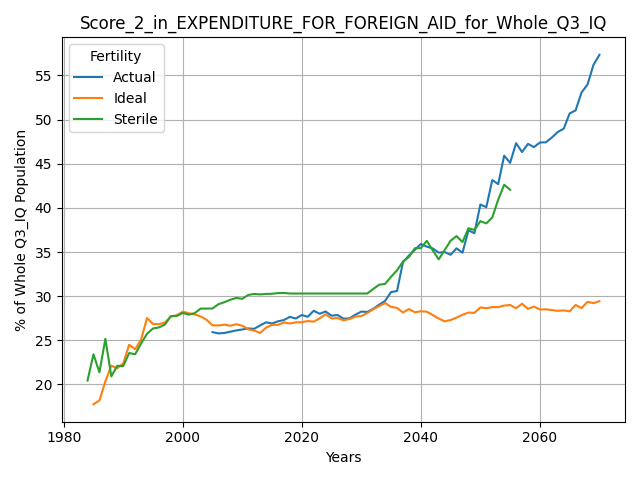 Score_2_in_EXPENDITURE_FOR_FOREIGN_AID_for_Whole_Q3_IQ
Fertility
Actual
Ideal
Sterile
% of Whole Q3_IQ Population
55
50
45
40
35
30
25
20
1980
2000
2020
2040
2060
Years